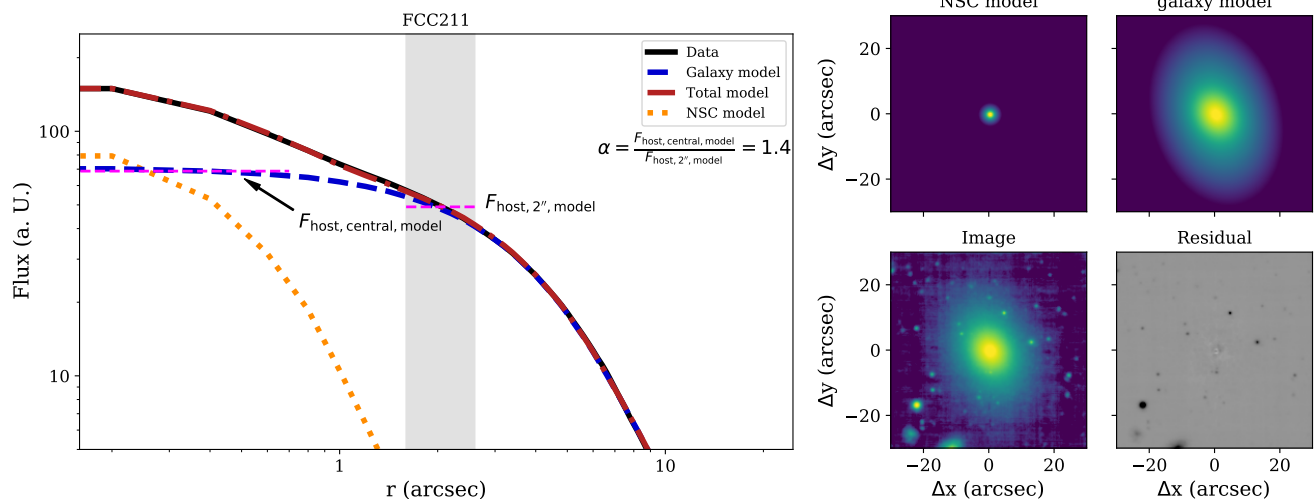 FCC211
Flux (a. U.)
100
10
Data
Galaxy model
Total model
NSC model
α = F_host, central, model / F_host, 2″, model = 1.4
F_host, 2″, model
F_host, central, model
1
10
r (arcsec)
NSC model
galaxy model
Δy (arcsec)
20
0
−20
Image
Residual
Δy (arcsec)
20
0
−20
−20
0
20
−20
0
20
Δx (arcsec)
Δx (arcsec)